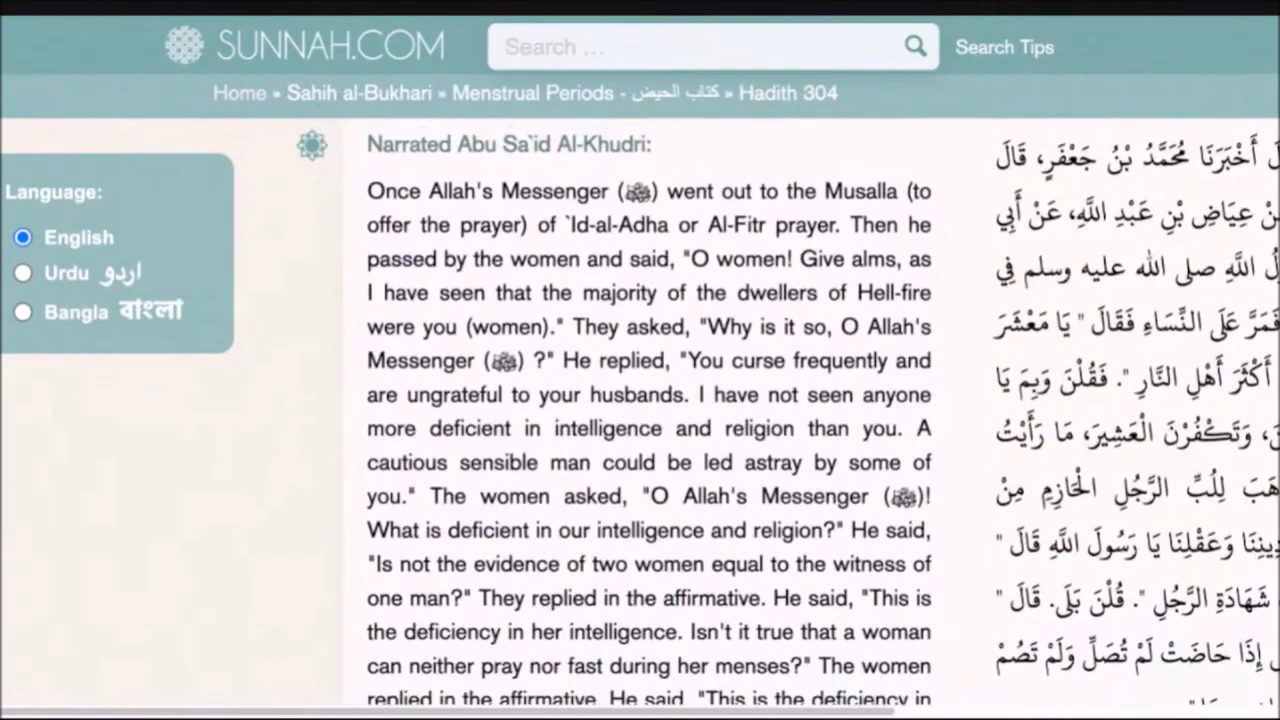 SUNNAH.COM
Search ...
Search Tips
Home » Sahih al-Bukhari » Menstrual Periods - كتاب الحيض » Hadith 304
Language:
English
Urdu اردو
Bangla বাংলা
Narrated Abu Sa`id Al-Khudri:
Once Allah's Messenger (ﷺ) went out to the Musalla (to
offer the prayer) of `Id-al-Adha or Al-Fitr prayer. Then he
passed by the women and said, "O women! Give alms, as
I have seen that the majority of the dwellers of Hell-fire
were you (women)." They asked, "Why is it so, O Allah's
Messenger (ﷺ) ?" He replied, "You curse frequently and
are ungrateful to your husbands. I have not seen anyone
more deficient in intelligence and religion than you. A
cautious sensible man could be led astray by some of
you." The women asked, "O Allah's Messenger (ﷺ)!
What is deficient in our intelligence and religion?" He said,
"Is not the evidence of two women equal to the witness of
one man?" They replied in the affirmative. He said, "This is
the deficiency in her intelligence. Isn't it true that a woman
can neither pray nor fast during her menses?" The women
replied in the affirmative. He said, "This is the deficiency in
أَخْبَرَنَا مُحَمَّدُ بْنُ جَعْفَرٍ، قَالَ
عِيَاضِ بْنِ عَبْدِ اللَّهِ، عَنْ أَبِي
اللَّهِ صلى الله عليه وسلم فِي
فَمَرَّ عَلَى النِّسَاءِ فَقَالَ ‏"‏ يَا مَعْشَرَ
أَكْثَرَ أَهْلِ النَّارِ ‏"‏‏.‏ فَقُلْنَ وَبِمَ يَا
وَتَكْفُرْنَ الْعَشِيرَ، مَا رَأَيْتُ
لِلُبِّ الرَّجُلِ الْحَازِمِ مِنْ
دِينِنَا وَعَقْلِنَا يَا رَسُولَ اللَّهِ قَالَ ‏"‏
شَهَادَةِ الرَّجُلِ ‏"‏‏.‏ قُلْنَ بَلَى‏.‏ قَالَ ‏"‏
إِذَا حَاضَتْ لَمْ تُصَلِّ وَلَمْ تَصُمْ